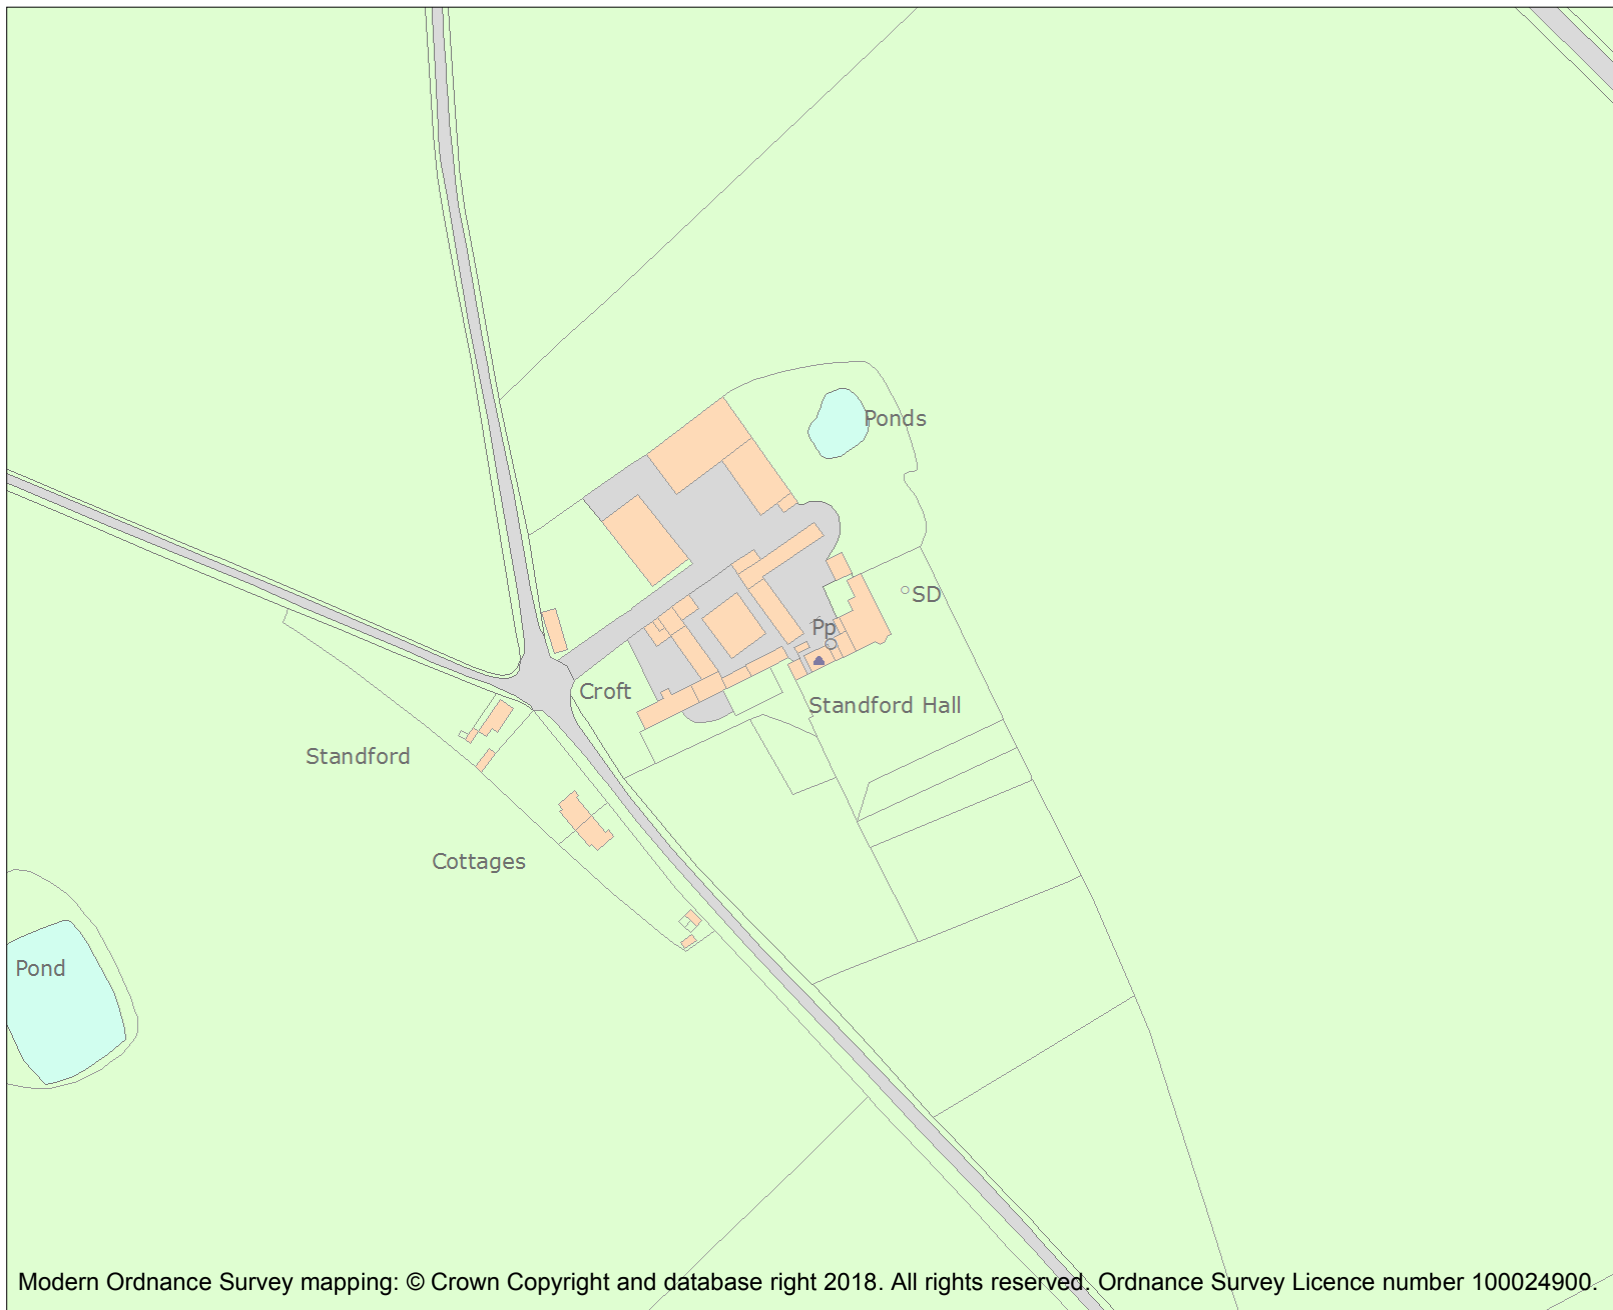 Ponds
SD
Pp
Croft
Standford Hall
Standford
Cottages
Pond
Modern Ordnance Survey mapping: © Crown Copyright and database right 2018. All rights reserved. Ordnance Survey Licence number 100024900.